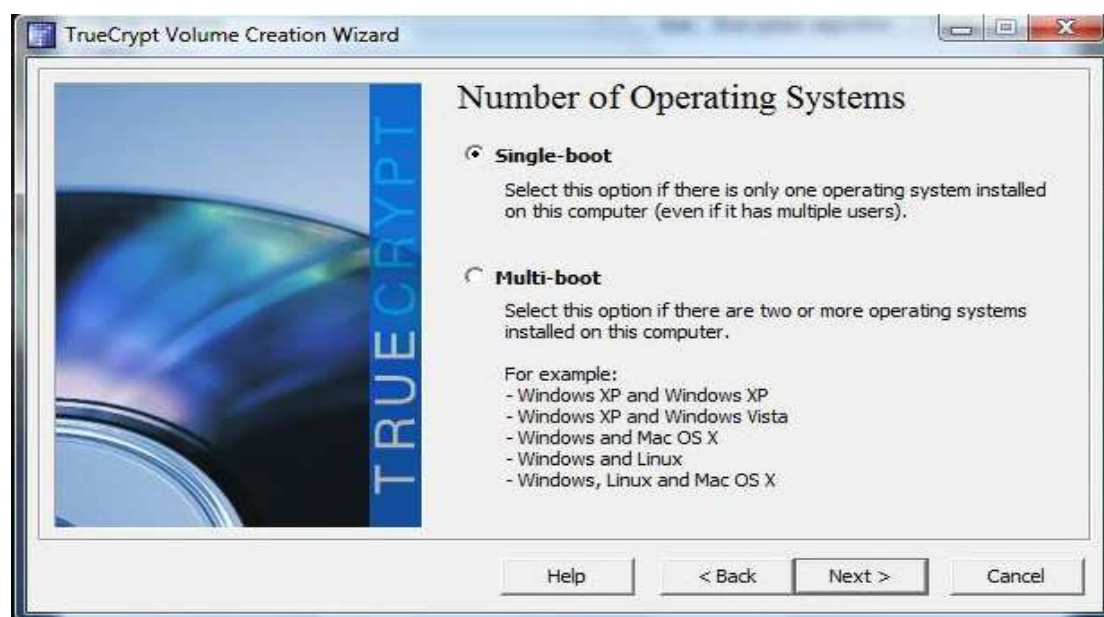 TrueCrypt Volume Creation Wizard
TRUECRYPT
Number of Operating Systems
Single-boot
Select this option if there is only one operating system installed
on this computer (even if it has multiple users).
Multi-boot
Select this option if there are two or more operating systems
installed on this computer.
For example:
- Windows XP and Windows XP
- Windows XP and Windows Vista
- Windows and Mac OS X
- Windows and Linux
- Windows, Linux and Mac OS X
Help
< Back
Next >
Cancel